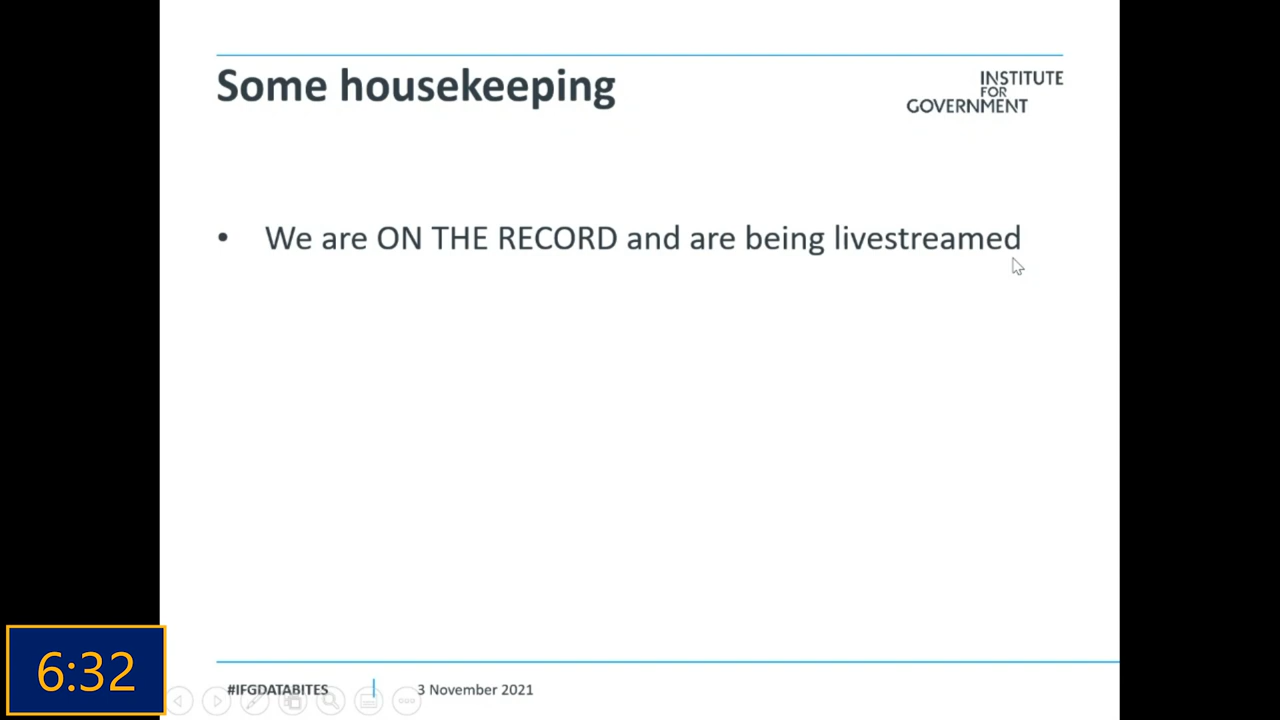 Some housekeeping
INSTITUTE
FOR
GOVERNMENT
• We are ON THE RECORD and are being livestreamed
6:32
#IFGDATABITES
3 November 2021